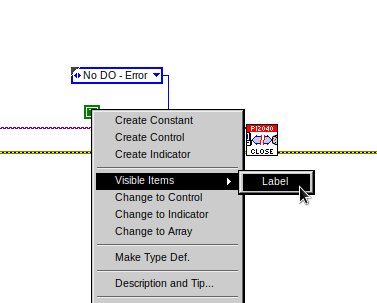 No DO - Error
PI2040
CLOSE
Create Constant
Create Control
Create Indicator
Visible Items
Label
Change to Control
Change to Indicator
Change to Array
Make Type Def.
Description and Tip...